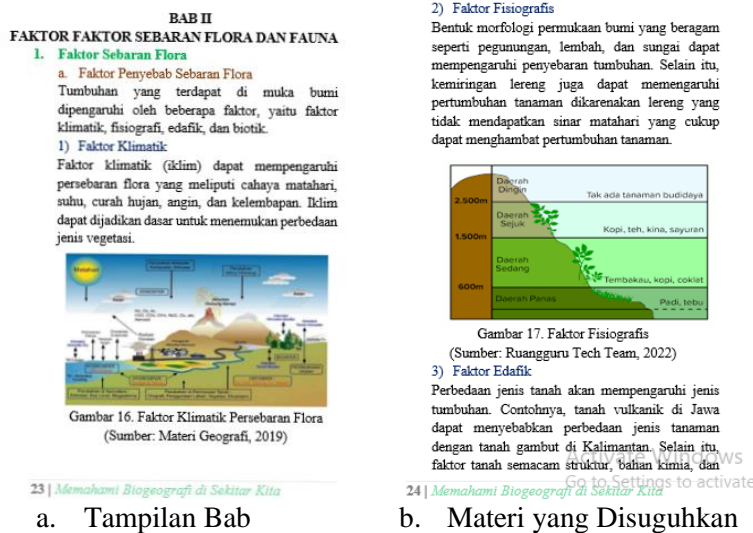 BAB II
FAKTOR FAKTOR SEBARAN FLORA DAN FAUNA
1. Faktor Sebaran Flora
a. Faktor Penyebab Sebaran Flora
Tumbuhan yang terdapat di muka bumi
dipengaruhi oleh beberapa faktor, yaitu faktor
klimatik, fisiografi, edafik, dan biotik.
1) Faktor Klimatik
Faktor klimatik (iklim) dapat mempengaruhi
persebaran flora yang meliputi cahaya matahari,
suhu, curah hujan, angin, dan kelembapan. Iklim
dapat dijadikan dasar untuk menemukan perbedaan
jenis vegetasi.
Matahari
Gambar 16. Faktor Klimatik Persebaran Flora
(Sumber: Materi Geografi, 2019)
23 | Memahami Biogeografi di Sekitar Kita
a. Tampilan Bab
2) Faktor Fisiografis
Bentuk morfologi permukaan bumi yang beragam
seperti pegunungan, lembah, dan sungai dapat
mempengaruhi penyebaran tumbuhan. Selain itu,
kemiringan lereng juga dapat memengaruhi
pertumbuhan tanaman dikarenakan lereng yang
tidak mendapatkan sinar matahari yang cukup
dapat menghambat pertumbuhan tanaman.
Daerah
Dingin
Tak ada tanaman budidaya
2.500m
Daerah
Sejuk
Kopi, teh, kina, sayuran
1.500m
Daerah
Sedang
Tembakau, kopi, coklat
600m
Daerah Panas
Padi, tebu
Gambar 17. Faktor Fisiografis
(Sumber: Ruangguru Tech Team, 2022)
3) Faktor Edafik
Perbedaan jenis tanah akan mempengaruhi jenis
tumbuhan. Contohnya, tanah vulkanik di Jawa
dapat menyebabkan perbedaan jenis tanaman
dengan tanah gambut di Kalimantan. Selain itu,
faktor tanah semacam struktur, bahan kimia, dan
Activate Windows
Go to Settings to activate
24 | Memahami Biogeografi di Sekitar Kita
b. Materi yang Disuguhkan